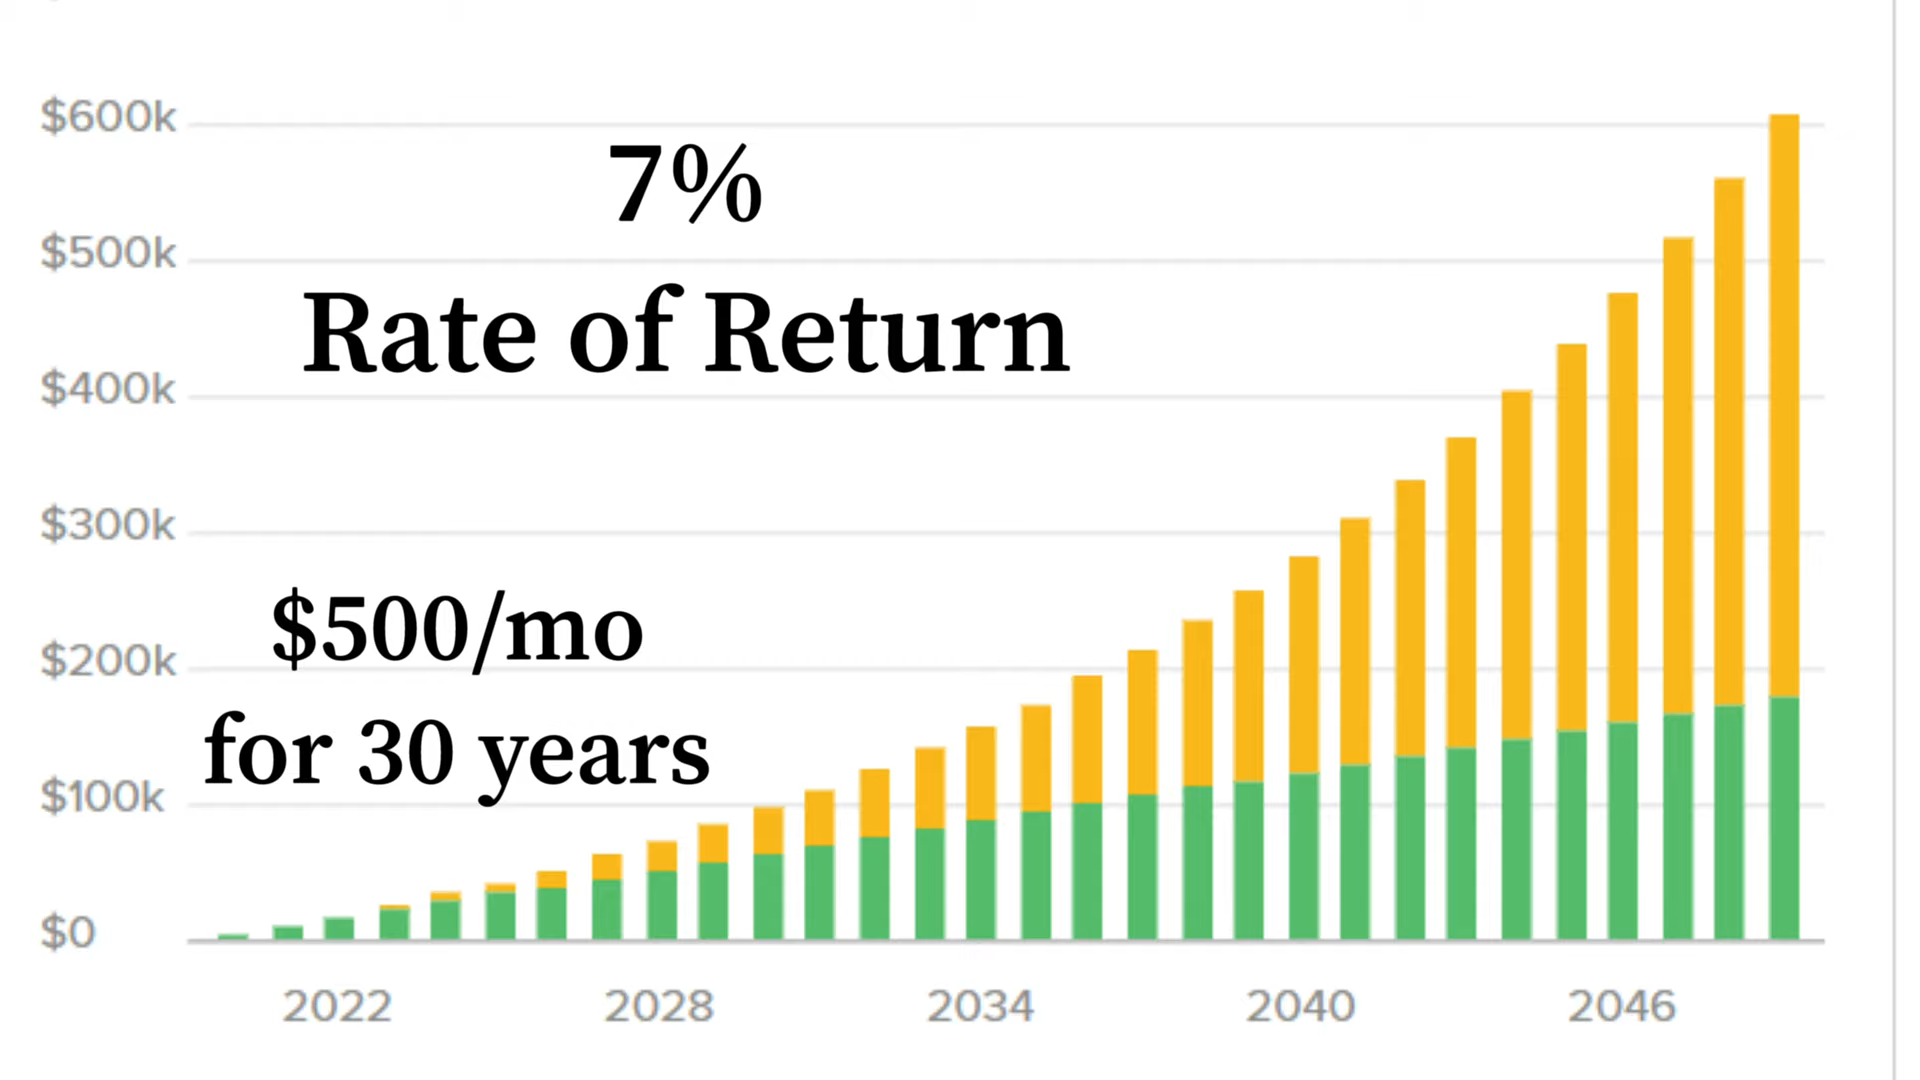 $600k
7%
$500k
Rate of Return
$400k
$300k
$500/mo
$200k
for 30 years
$100k
$0
2022 2028 2034 2040 2046